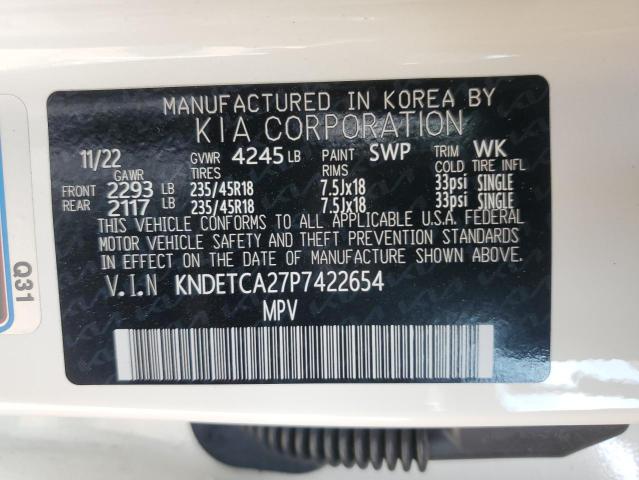 MANUFACTURED IN KOREA BY
KIA CORPORATION
11/22 GVWR 4245 LB PAINT SWP TRIM WK
GAWR TIRES RIMS COLD TIRE INFL
FRONT 2293 LB 235/45R18 7.5Jx18 33psi SINGLE
REAR 2117 LB 235/45R18 7.5Jx18 33psi SINGLE
THIS VEHICLE CONFORMS TO ALL APPLICABLE U.S.A. FEDERAL
MOTOR VEHICLE SAFETY AND THEFT PREVENTION STANDARDS
IN EFFECT ON THE DATE OF MANUFACTURE SHOWN ABOVE.
V.I.N KNDETCA27P7422654
MPV
Q31